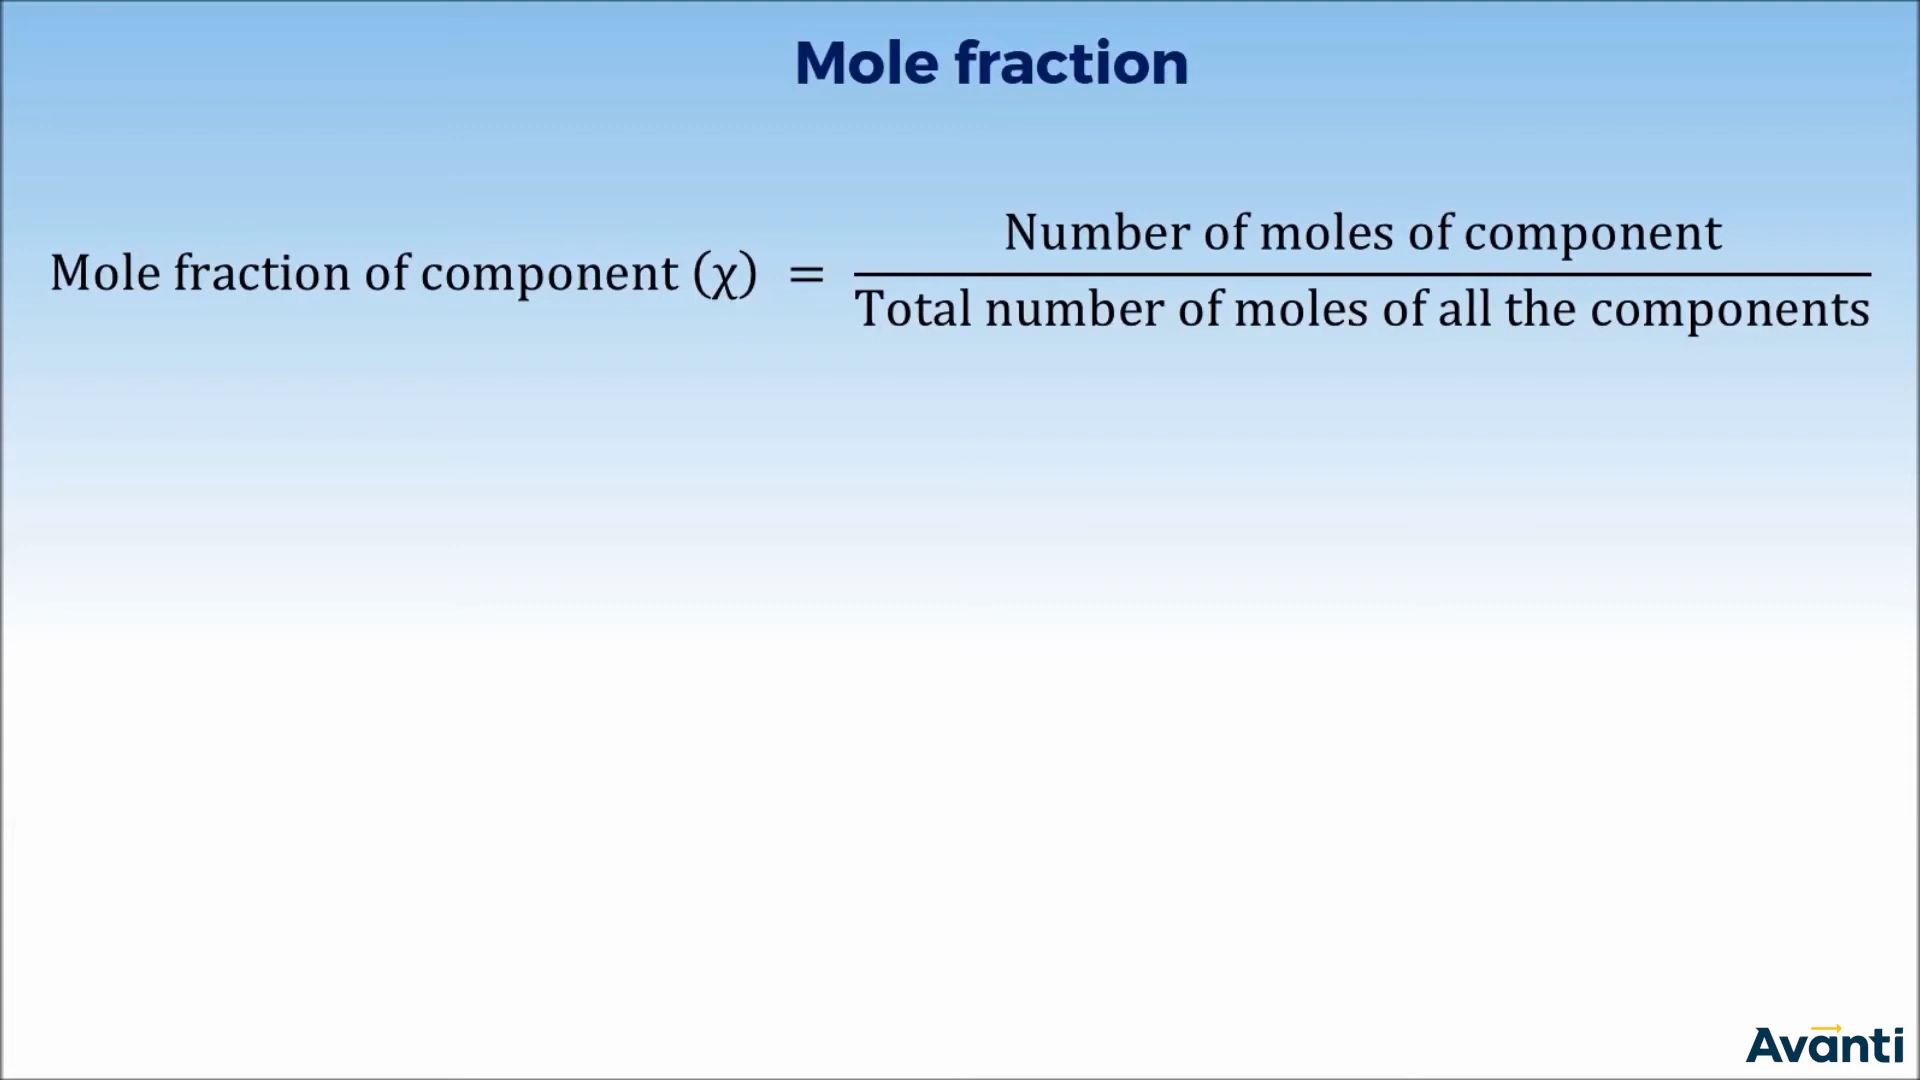 Mole fraction
Mole fraction of component (χ) = Number of moles of component
Total number of moles of all the components
Avanti